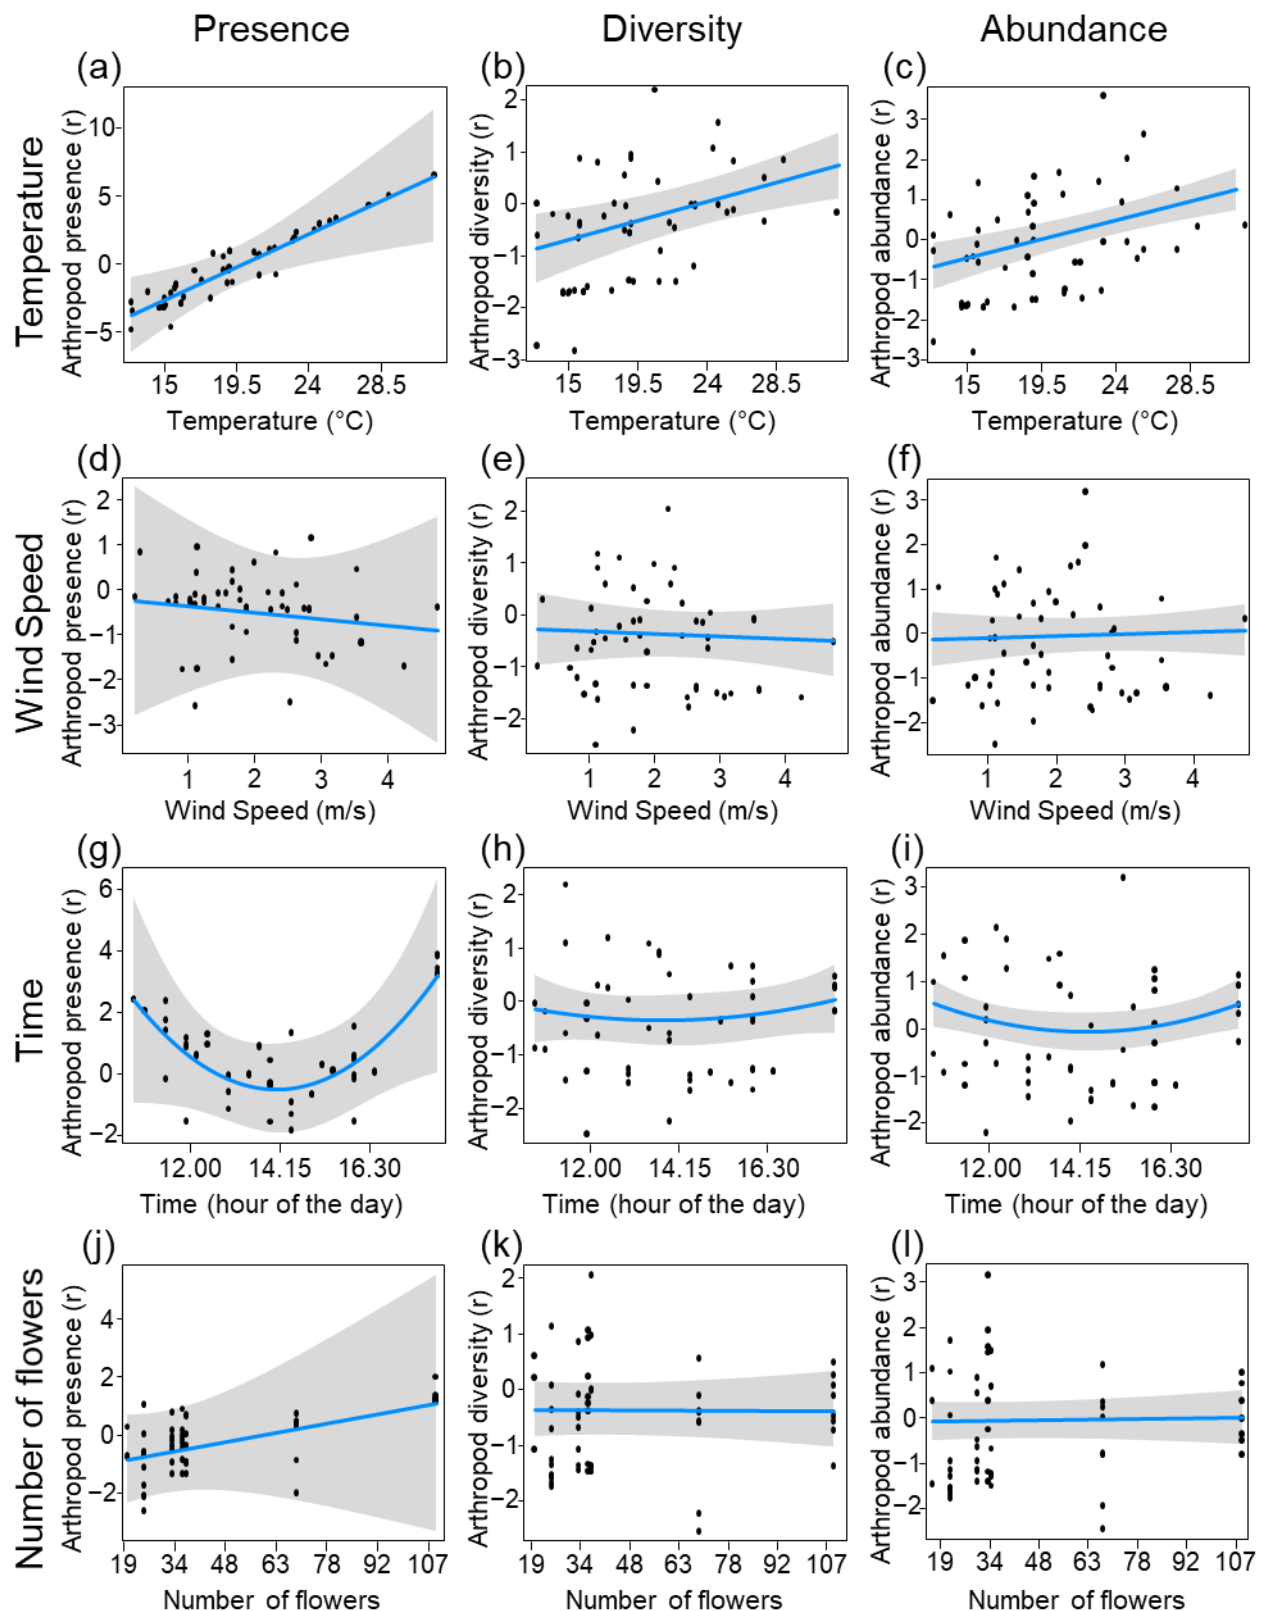 Presence
Diversity
Abundance
(a)
(b)
(c)
Temperature
Arthropod presence (r)
10
5
0
−5
15
19.5
24
28.5
Temperature (°C)
Arthropod diversity (r)
2
1
0
−1
−2
−3
15
19.5
24
28.5
Temperature (°C)
Arthropod abundance (r)
3
2
1
0
−1
−2
−3
15
19.5
24
28.5
Temperature (°C)
(d)
(e)
(f)
Wind Speed
Arthropod presence (r)
2
1
0
−1
−2
−3
1
2
3
4
Wind Speed (m/s)
Arthropod diversity (r)
2
1
0
−1
−2
1
2
3
4
Wind Speed (m/s)
Arthropod abundance (r)
3
2
1
0
−1
−2
1
2
3
4
Wind Speed (m/s)
(g)
(h)
(i)
Time
Arthropod presence (r)
6
4
2
0
−2
12.00
14.15
16.30
Time (hour of the day)
Arthropod diversity (r)
2
1
0
−1
−2
12.00
14.15
16.30
Time (hour of the day)
Arthropod abundance (r)
3
2
1
0
−1
−2
12.00
14.15
16.30
Time (hour of the day)
(j)
(k)
(l)
Number of flowers
Arthropod presence (r)
4
2
0
−2
19
34
48
63
78
92
107
Number of flowers
Arthropod diversity (r)
2
1
0
−1
−2
19
34
48
63
78
92
107
Number of flowers
Arthropod abundance (r)
3
2
1
0
−1
−2
19
34
48
63
78
92
107
Number of flowers